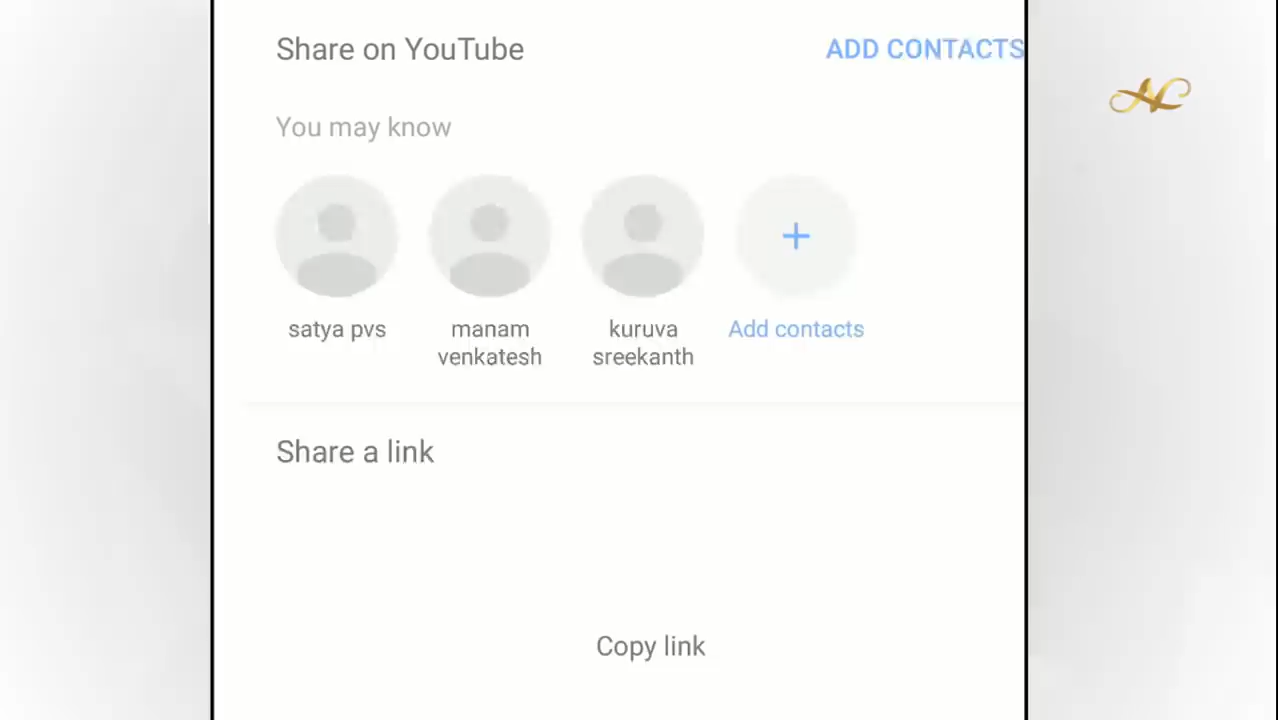 Share on YouTube
ADD CONTACTS
You may know
satya pvs
manam
venkatesh
kuruva
sreekanth
Add contacts
Share a link
Copy link